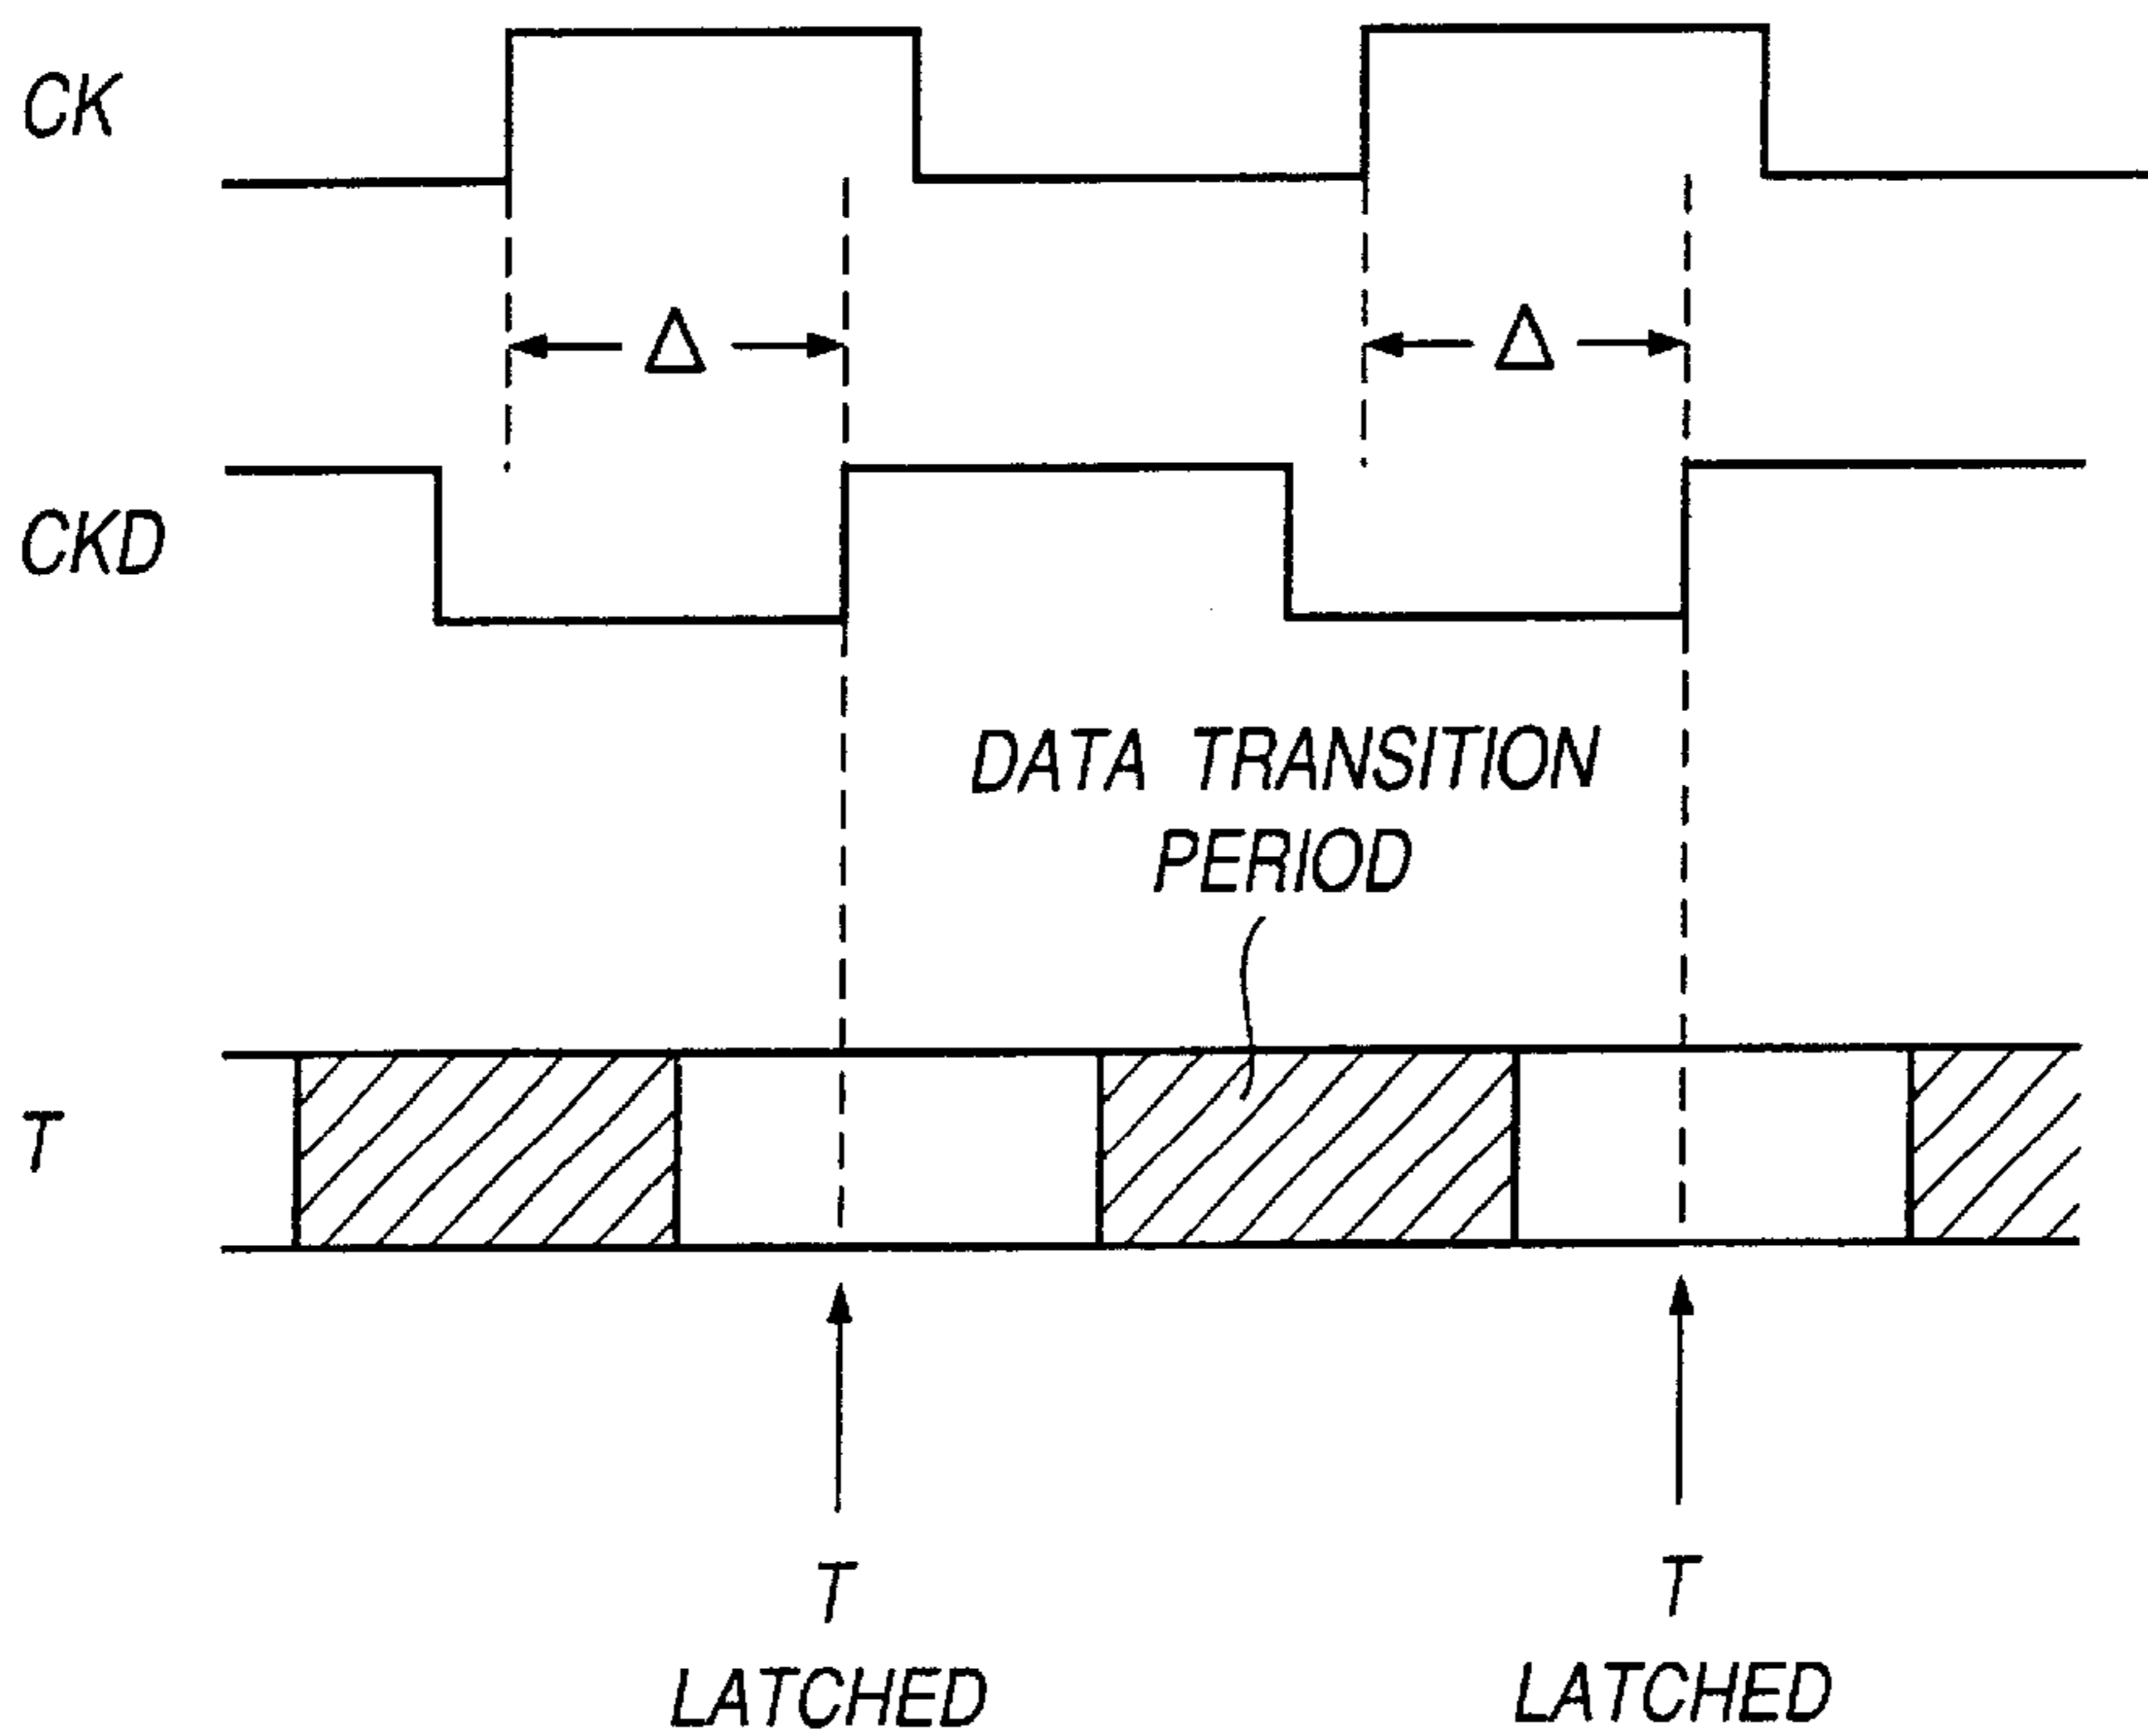 CK
Δ
Δ
CKD
DATA TRANSITION
PERIOD
T
T
LATCHED
T
LATCHED